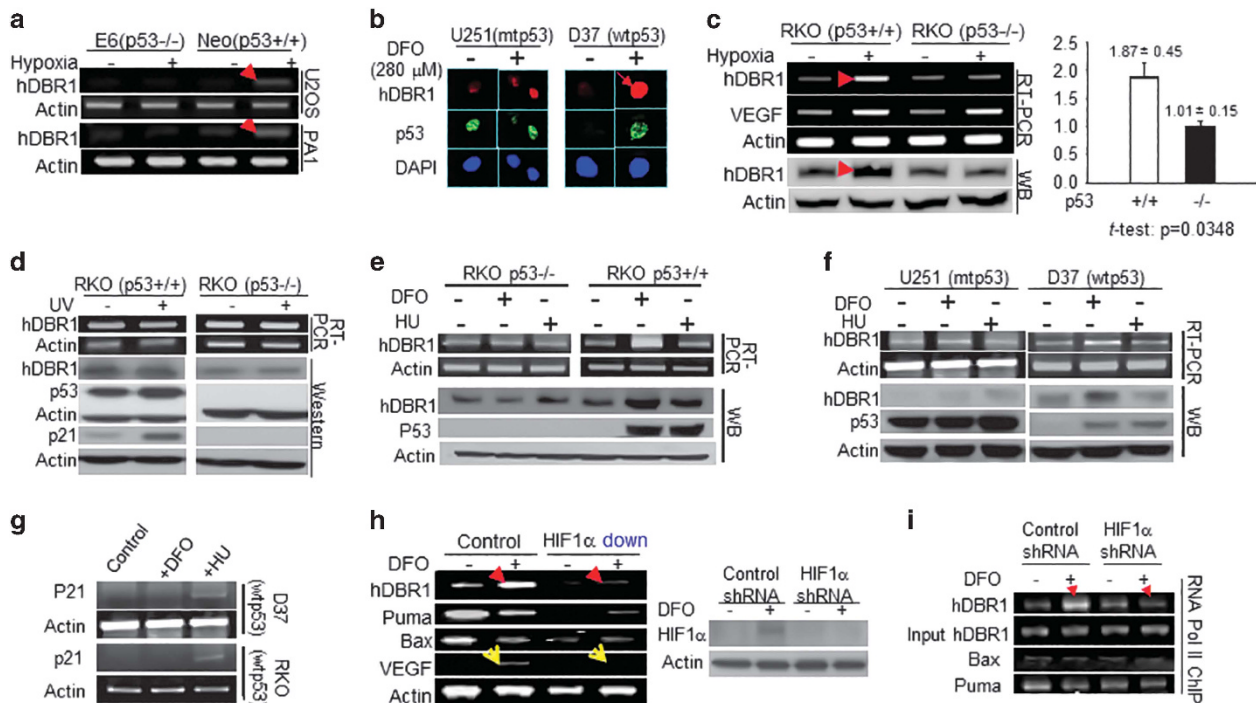 a
E6(p53-/-) Neo(p53+/+)
Hypoxia - + - +
hDBR1
Actin
U2OS
hDBR1
Actin
PA1
b
U251(mtp53) D37 (wtp53)
DFO - + - +
(280 μM)
hDBR1
p53
DAPI
c
RKO (p53+/+) RKO (p53-/-)
Hypoxia - + - +
hDBR1
VEGF
Actin
RT-PCR
hDBR1
Actin
WB
2.5
2.0
1.5
1.0
0.5
0.0
1.87± 0.45
1.01± 0.15
p53 +/+ -/-
t-test: p=0.0348
d
RKO (p53+/+) RKO (p53-/-)
UV - + - +
hDBR1
Actin
RT-PCR
hDBR1
p53
Actin
p21
Actin
Western
e
RKO p53-/- RKO p53+/+
DFO - + - - + -
HU - - + - - +
hDBR1
Actin
RT-PCR
hDBR1
P53
Actin
WB
f
U251 (mtp53) D37 (wtp53)
DFO - + - - + -
HU - - + - - +
hDBR1
Actin
RT-PCR
hDBR1
p53
Actin
WB
g
Control +DFO +HU
P21
Actin
D37 (wtp53)
p21
Actin
RKO (wtp53)
h
Control HIF1α down
DFO - + - +
hDBR1
Puma
Bax
VEGF
Actin
Control shRNA HIF1α shRNA
DFO - + - +
HIF1α
Actin
i
Control shRNA HIF1α shRNA
DFO - + - +
hDBR1
Input hDBR1
Bax
Puma
RNA Pol II ChIP